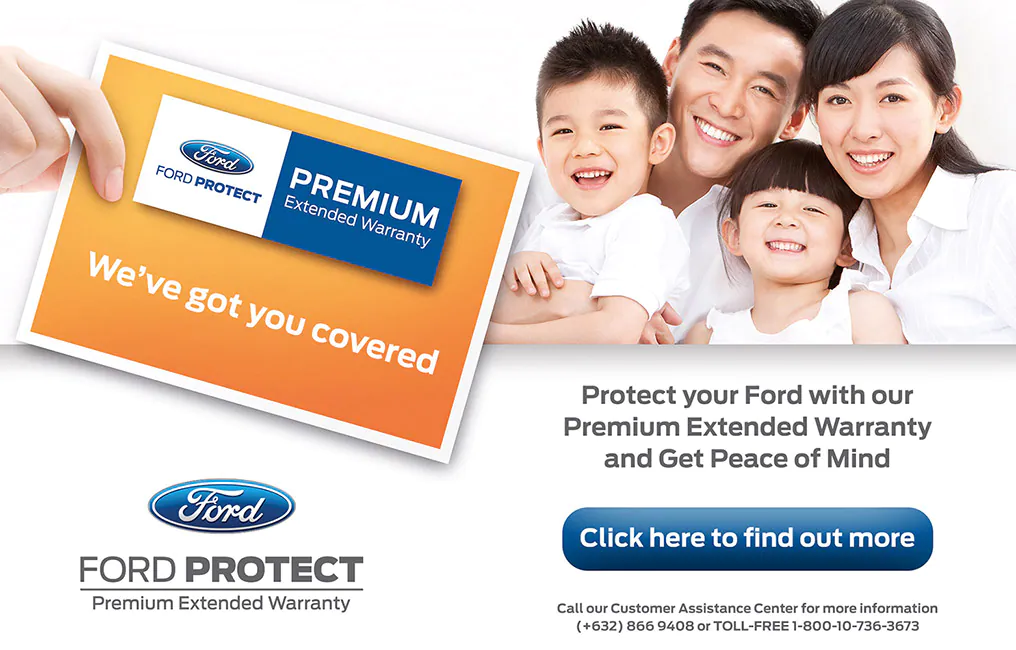 Ford
FORD PROTECT
PREMIUM
Extended Warranty
We've got you covered
Ford
FORD PROTECT
Premium Extended Warranty
Protect your Ford with our
Premium Extended Warranty
and Get Peace of Mind
Click here to find out more
Call our Customer Assistance Center for more information
(+632) 866 9408 or TOLL-FREE 1-800-10-736-3673